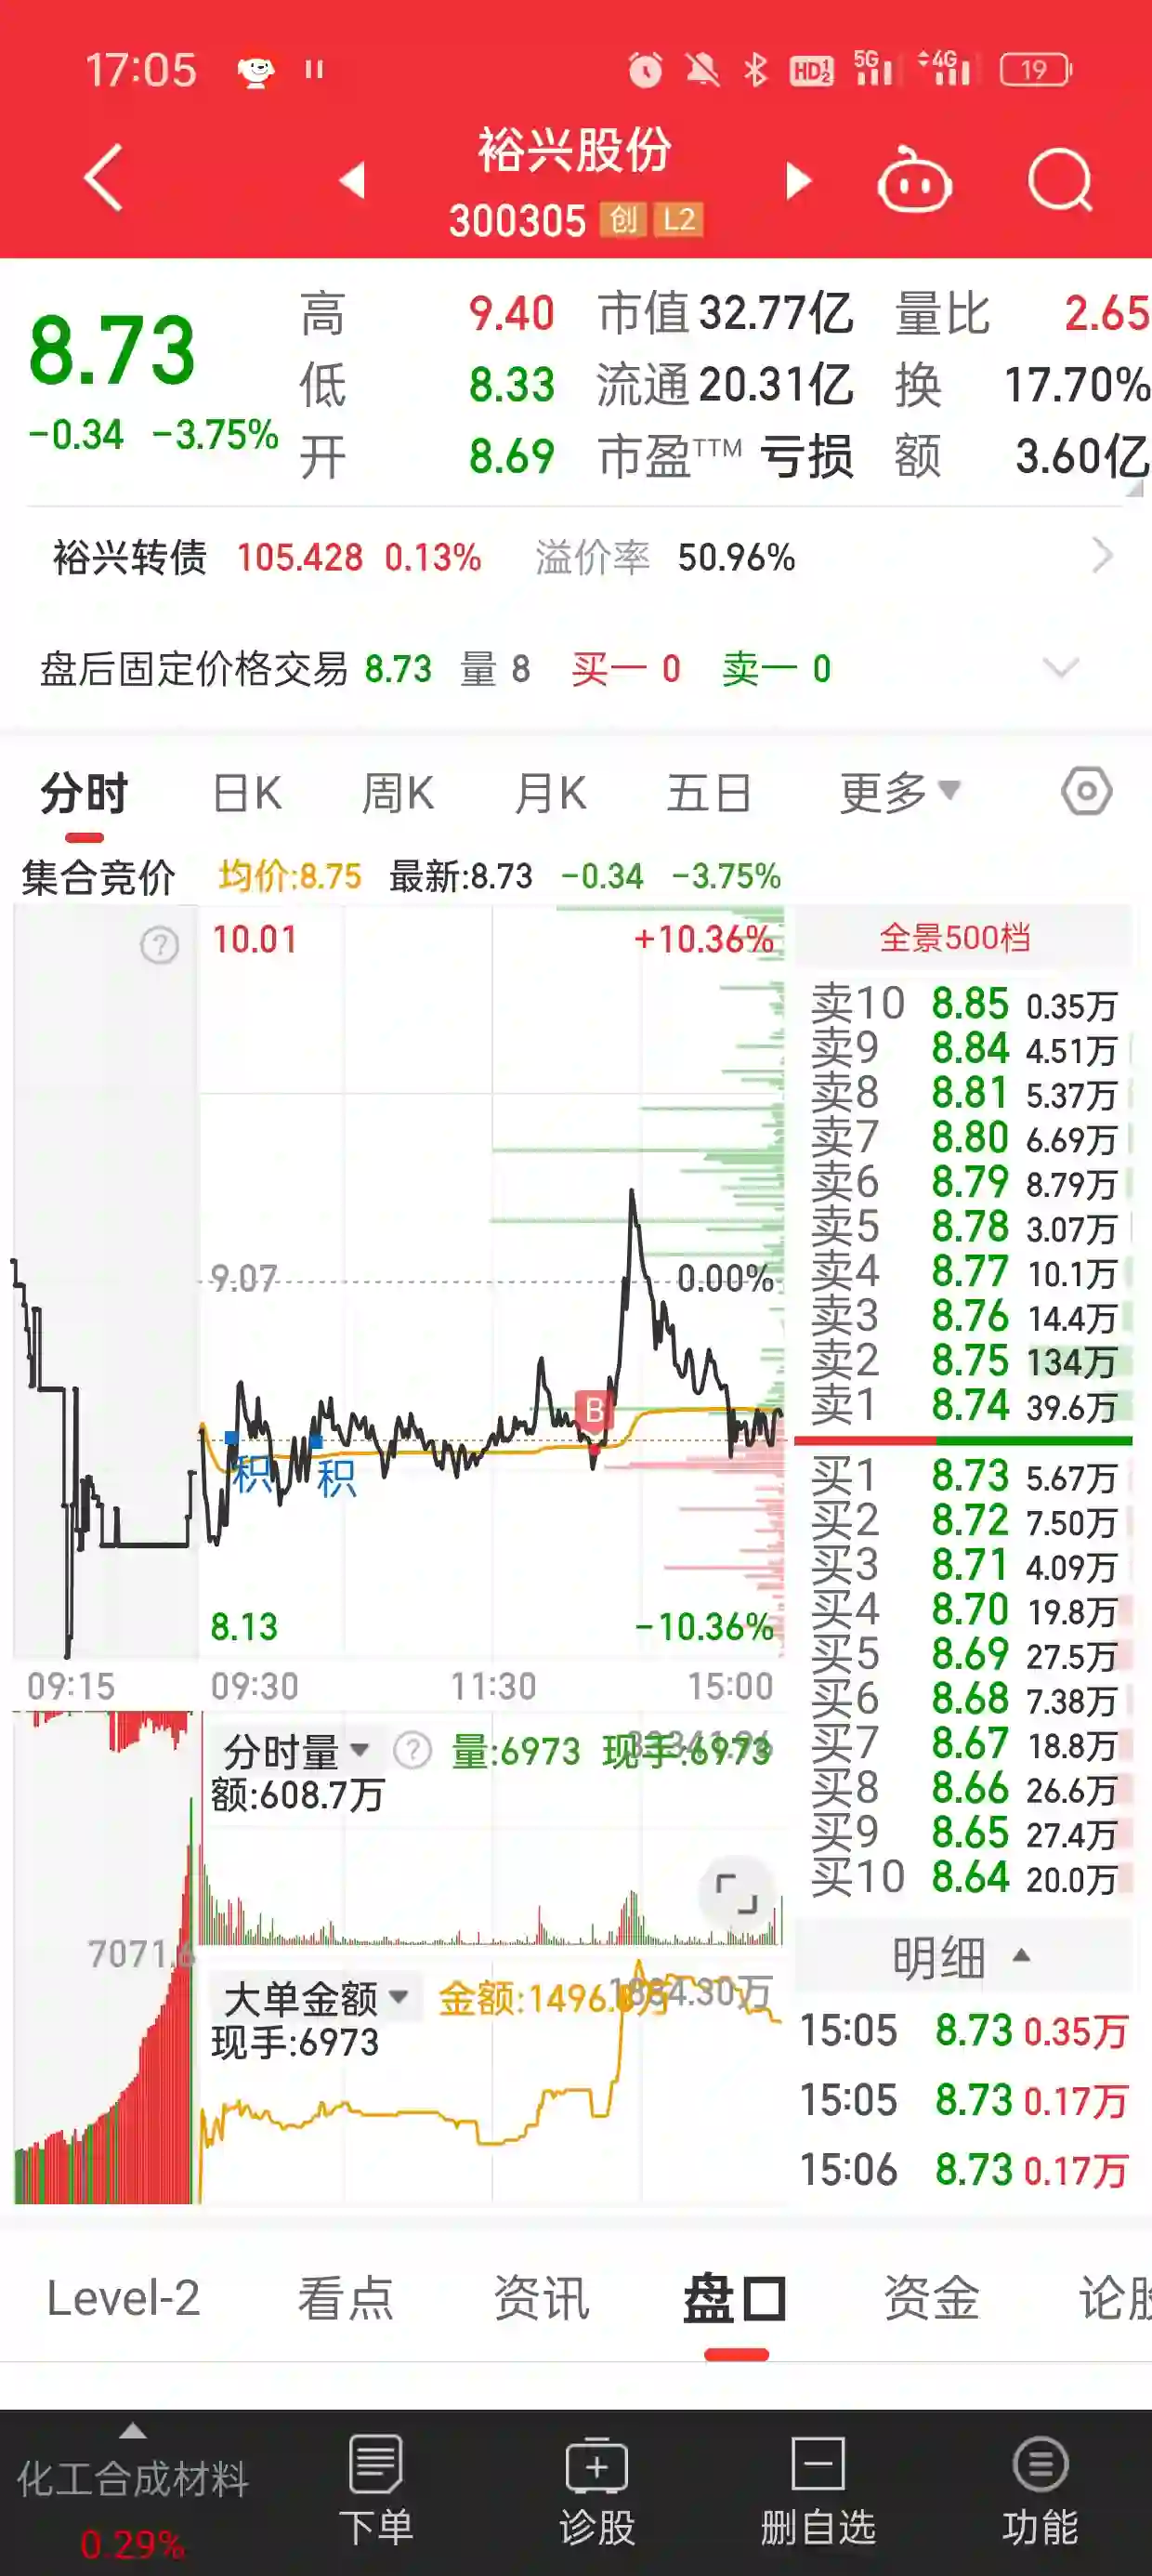 17:05 HD 1 2 5G 4G 19
裕兴股份
300305 创 L2
8.73
-0.34 -3.75%
高 9.40 市值 32.77亿 量比 2.65
低 8.33 流通 20.31亿 换 17.70%
开 8.69 市盈TTM 亏损 额 3.60亿
裕兴转债 105.428 0.13% 溢价率 50.96%
盘后固定价格交易 8.73 量 8 买一 0 卖一 0
分时 日K 周K 月K 五日 更多
集合竞价 均价:8.75 最新:8.73 -0.34 -3.75%
10.01 +10.36%
9.07 0.00%
B
积 积
8.13 -10.36%
09:15 09:30 11:30 15:00
分时量 ? 量:6973 现手:6973
额:608.7万
大单金额
现手:6973
全景500档
卖10 8.85 0.35万
卖9 8.84 4.51万
卖8 8.81 5.37万
卖7 8.80 6.69万
卖6 8.79 8.79万
卖5 8.78 3.07万
卖4 8.77 10.1万
卖3 8.76 14.4万
卖2 8.75 134万
卖1 8.74 39.6万
买1 8.73 5.67万
买2 8.72 7.50万
买3 8.71 4.09万
买4 8.70 19.8万
买5 8.69 27.5万
买6 8.68 7.38万
买7 8.67 18.8万
买8 8.66 26.6万
买9 8.65 27.4万
买10 8.64 20.0万
明细
15:05 8.73 0.35万
15:05 8.73 0.17万
15:06 8.73 0.17万
Level-2 看点 资讯 盘口 资金
化工合成材料
0.29%
下单 诊股 删自选 功能